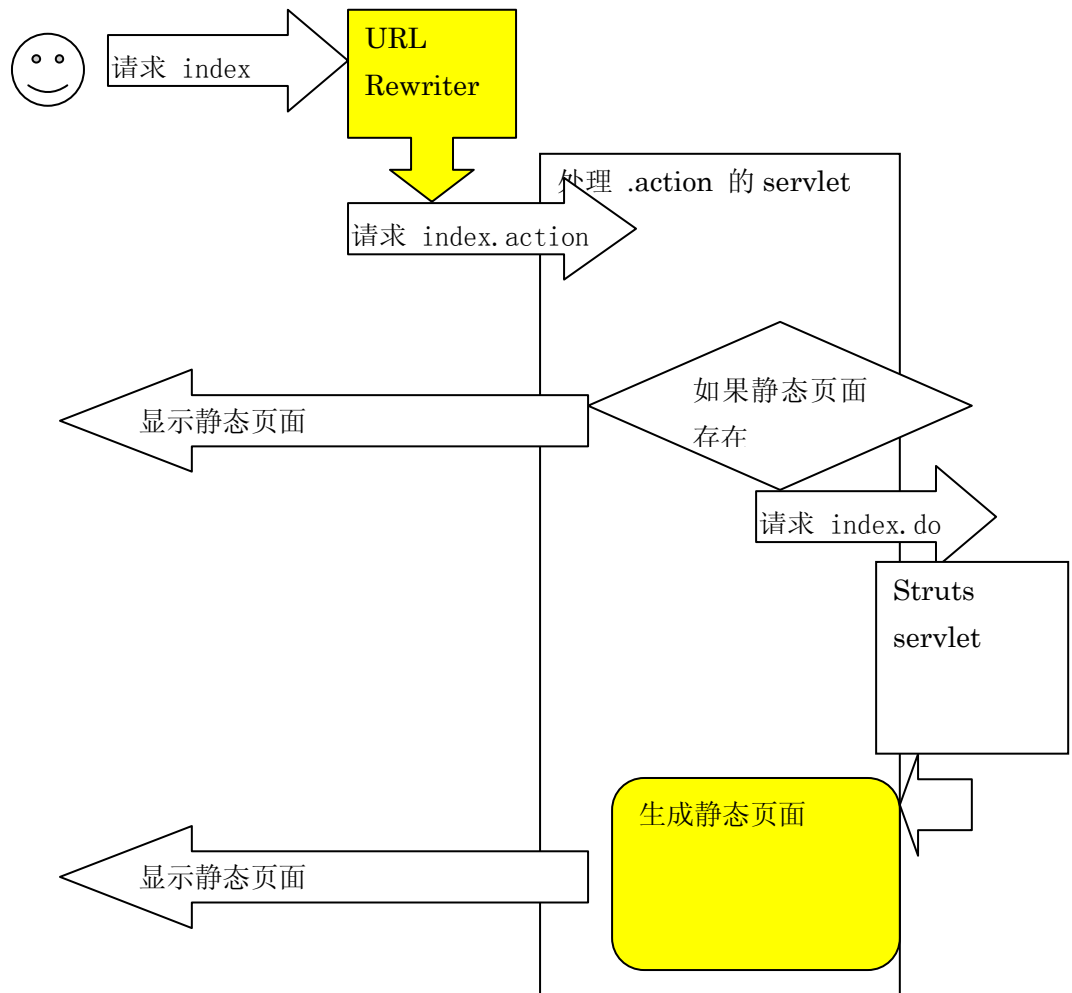 请求 index
URL
Rewriter
处理 .action 的 servlet
请求 index.action
如果静态页面
存在
显示静态页面
请求 index.do
Struts
servlet
生成静态页面
显示静态页面